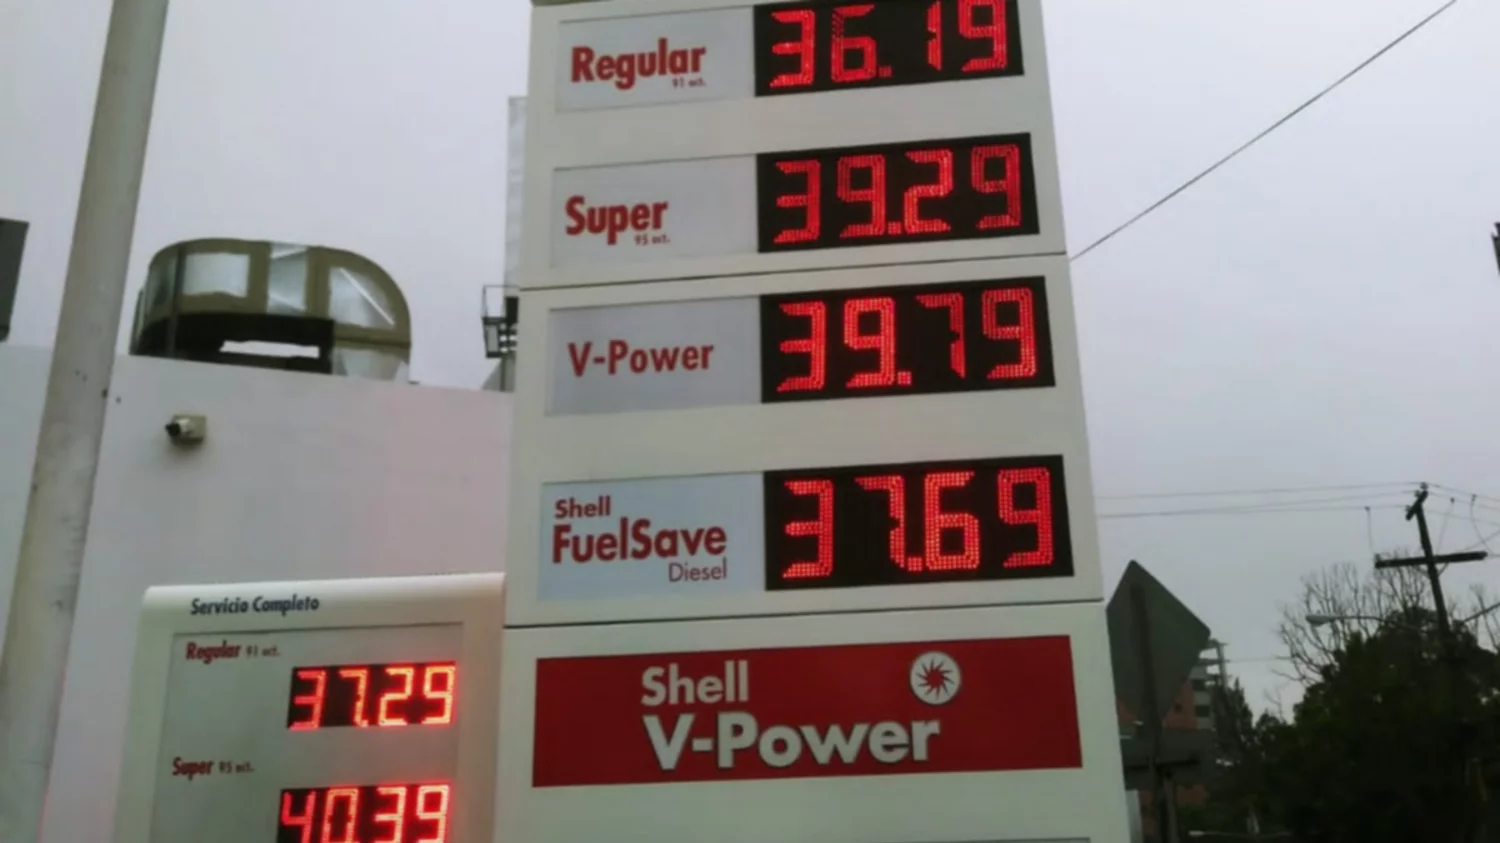 Regular 36.19
91 oct.
Super 39.29
95 oct.
V-Power 39.79
Shell
FuelSave 37.69
Diesel
Shell
V-Power
Servicio Completo
Regular 91 oct.
37.29
Super 95 oct.
40.39